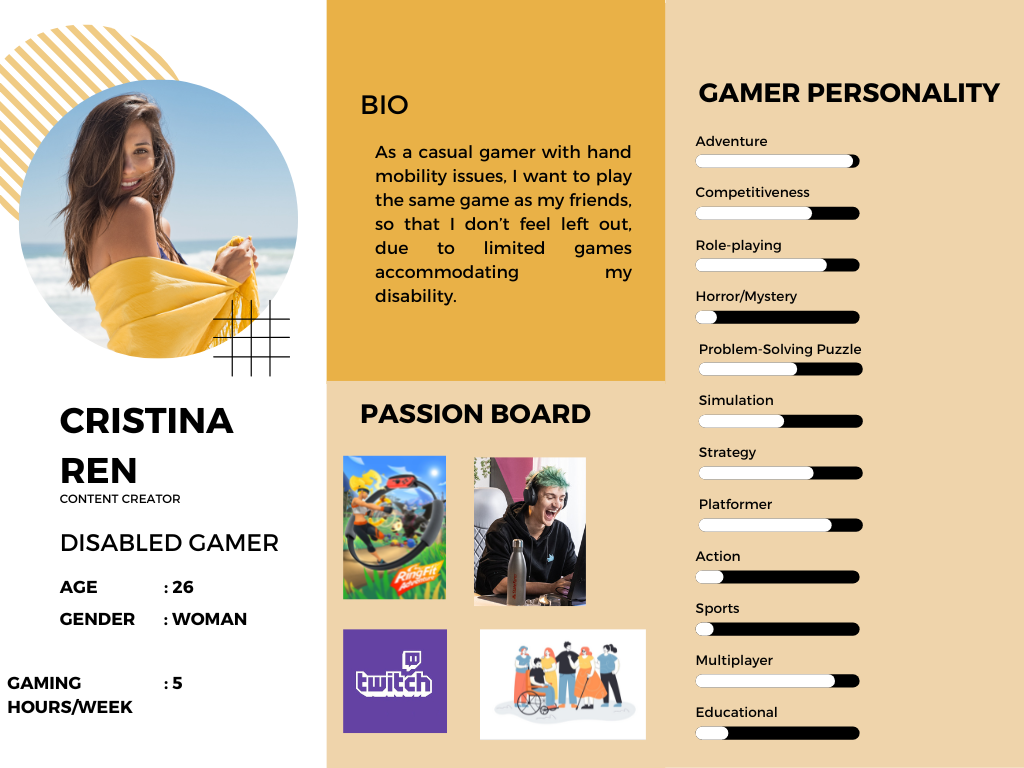 CRISTINA
REN
CONTENT CREATOR
DISABLED GAMER
AGE : 26
GENDER : WOMAN
GAMING : 5
HOURS/WEEK
BIO
As a casual gamer with hand
mobility issues, I want to play
the same game as my friends,
so that I don’t feel left out,
due to limited games
accommodating my
disability.
PASSION BOARD
RingFit
Adventure
twitch
GAMER PERSONALITY
Adventure
Competitiveness
Role-playing
Horror/Mystery
Problem-Solving Puzzle
Simulation
Strategy
Platformer
Action
Sports
Multiplayer
Educational